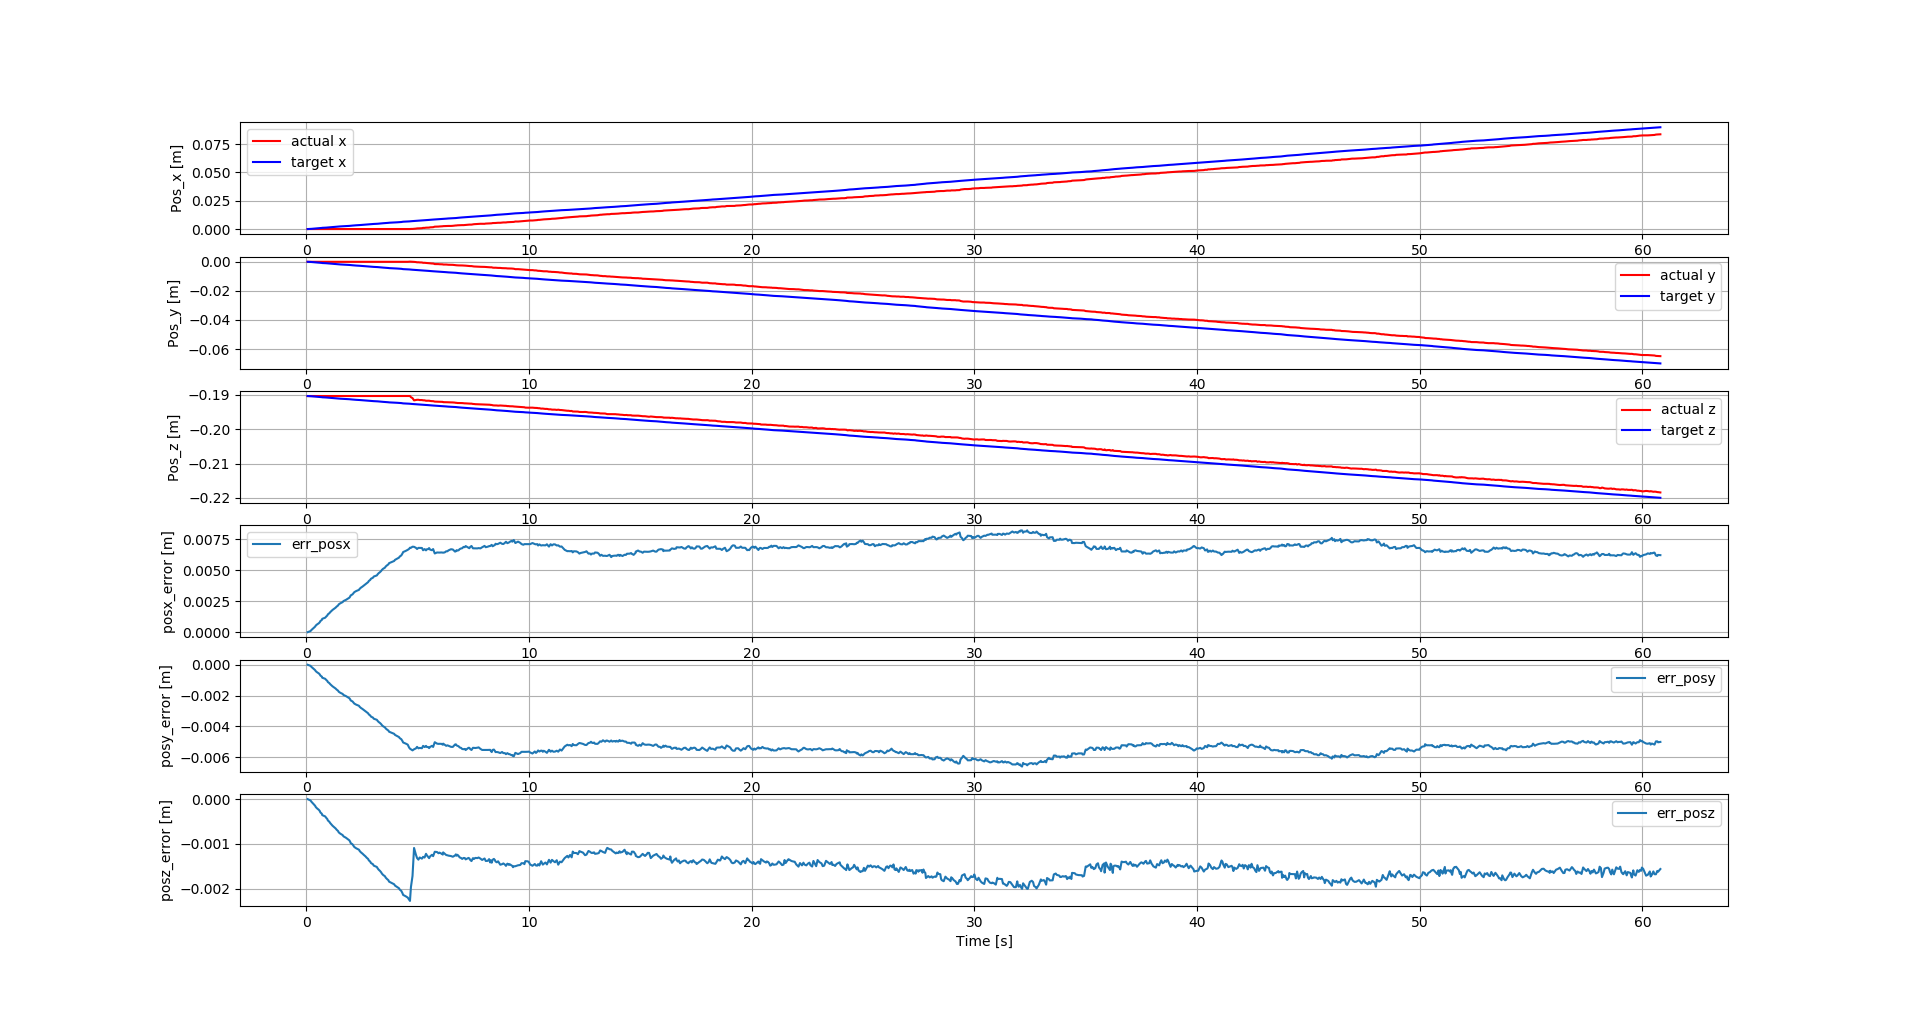 Pos_x [m]
0.075
0.050
0.025
0.000
actual x
target x
0 10 20 30 40 50 60
Pos_y [m]
0.00
−0.02
−0.04
−0.06
actual y
target y
0 10 20 30 40 50 60
Pos_z [m]
−0.19
−0.20
−0.21
−0.22
actual z
target z
0 10 20 30 40 50 60
posx_error [m]
0.0075
0.0050
0.0025
0.0000
err_posx
0 10 20 30 40 50 60
posy_error [m]
0.000
−0.002
−0.004
−0.006
err_posy
0 10 20 30 40 50 60
posz_error [m]
0.000
−0.001
−0.002
err_posz
0 10 20 30 40 50 60
Time [s]